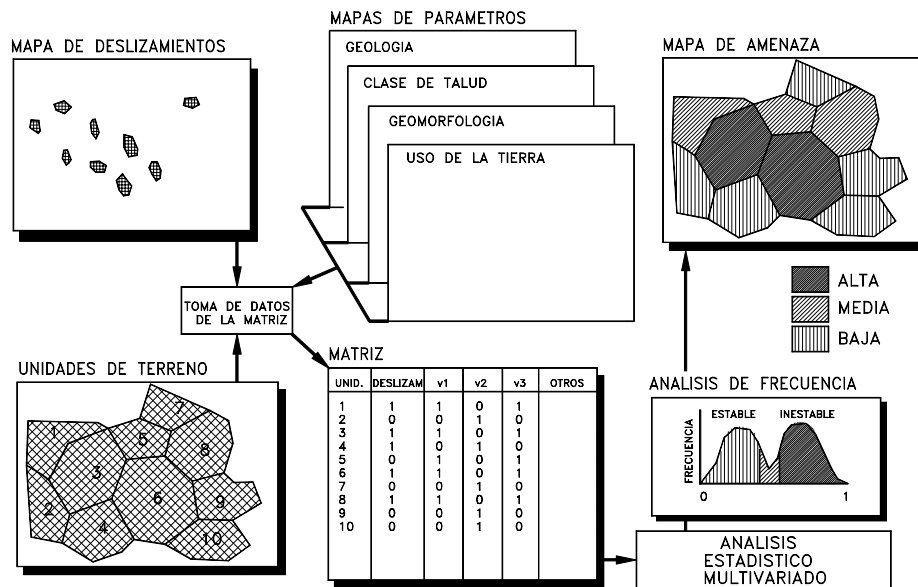 MAPA DE DESLIZAMIENTOS
MAPAS DE PARAMETROS
GEOLOGIA
CLASE DE TALUD
GEOMORFOLOGIA
USO DE LA TIERRA
MAPA DE AMENAZA
ALTA
MEDIA
BAJA
TOMA DE DATOS
DE LA MATRIZ
UNIDADES DE TERRENO
7
1
5
8
3
6
2
9
4
10
MATRIZ
UNID. DESLIZAM v1 v2 v3 OTROS
1 1 1 0 1
2 0 0 1 0
3 1 1 0 1
4 1 0 1 0
5 0 1 0 1
6 1 1 0 1
7 0 0 1 0
8 1 1 0 1
9 0 0 1 0
10 0 0 1 0
ANALISIS DE FRECUENCIA
ESTABLE INESTABLE
FRECUENCIA
0 1
ANALISIS
ESTADISTICO
MULTIVARIADO